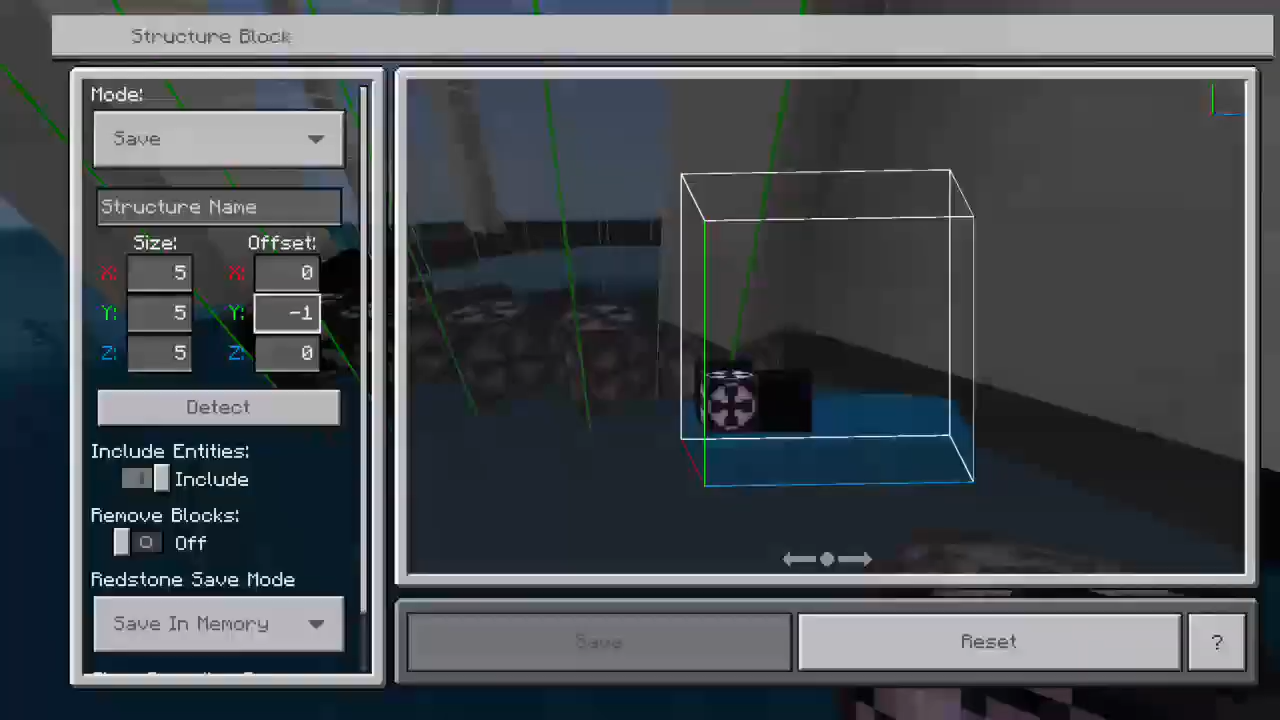 Structure Block
Mode:
Save
Structure Name
Size: Offset:
X: 5 X: 0
Y: 5 Y: -1
Z: 5 Z: 0
Detect
Include Entities:
Include
Remove Blocks:
Off
Redstone Save Mode
Save In Memory
Save Reset ?